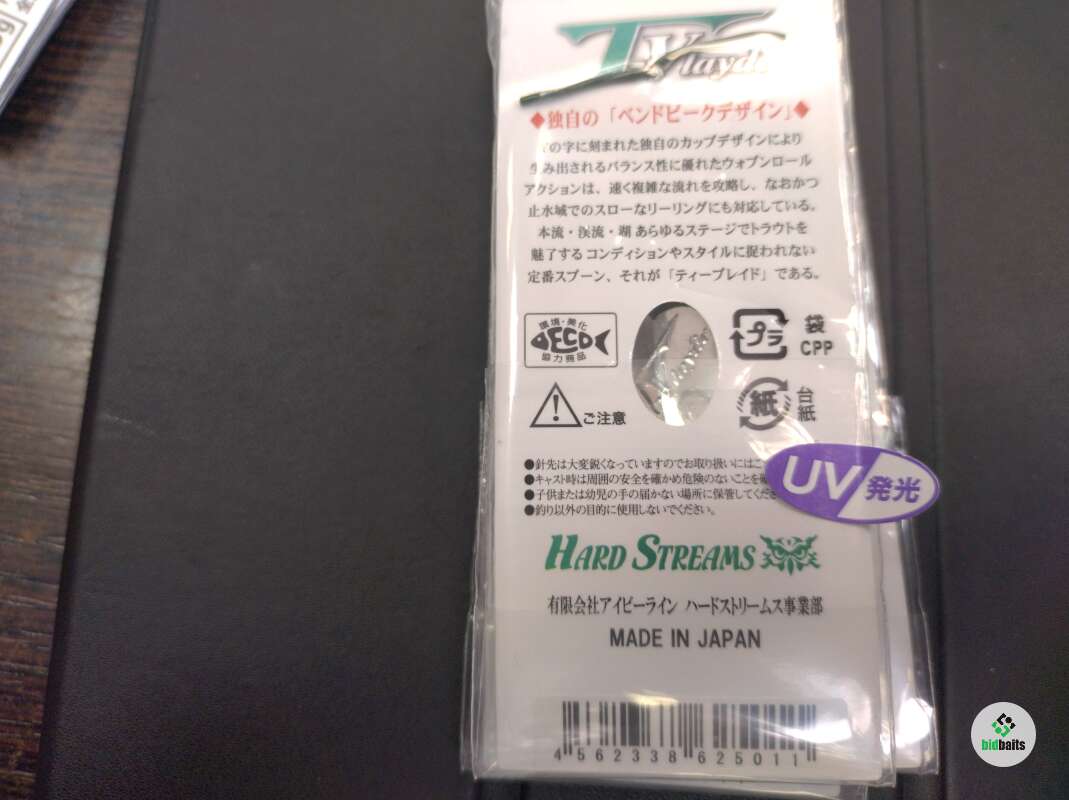 T-Vlayd
◆独自の「ベンドピークデザイン」◆
の字に刻まれた独自のカップデザインにより
生み出されるバランス性に優れたウォブンロール
アクションは、速く複雑な流れを攻略し、なおかつ
止水域でのスローなリーリングにも対応している。
本流・渓流・湖 あらゆるステージでトラウトを
魅了する コンディションやスタイルに捉われない
定番スプーン、それが「ティーブレイド」である。
環境・美化
ECO
協力商品
プラ
袋
CPP
紙
台紙
ご注意
●針先は大変鋭くなっていますのでお取り扱いにはご
●キャスト時は周囲の安全を確かめ危険のないことを確
●子供または幼児の手の届かない場所に保管してくださ
●釣り以外の目的に使用しないでください。
UV/発光
HARD STREAMS
有限会社アイビーライン ハードストリームス事業部
MADE IN JAPAN
4562338625011
bidbaits